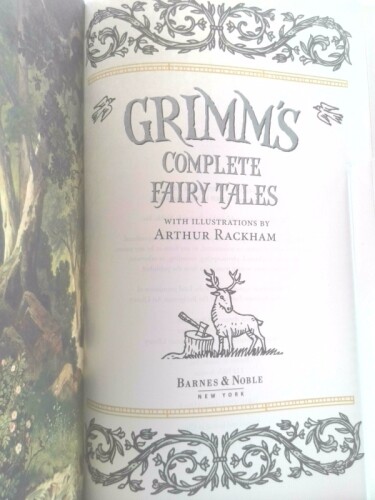 GRIMM'S
COMPLETE
FAIRY TALES
WITH ILLUSTRATIONS BY
ARTHUR RACKHAM
BARNES & NOBLE
NEW YORK